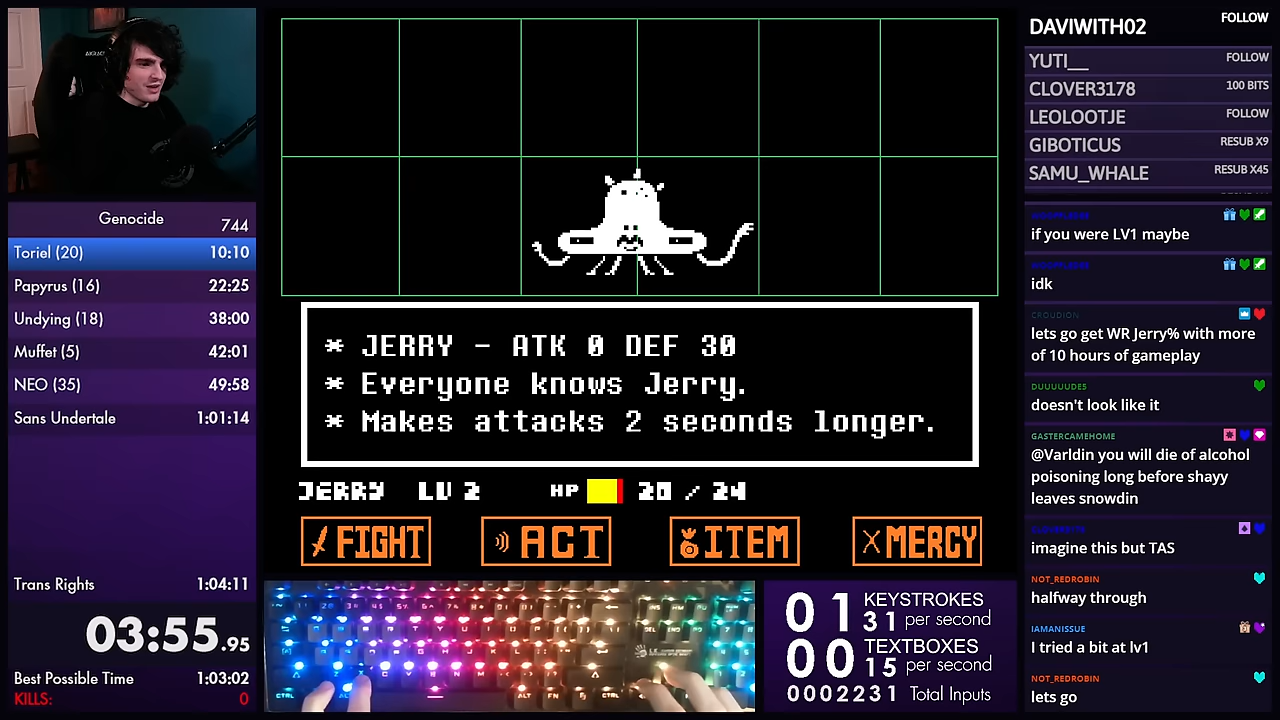 Genocide
744
Toriel (20) 10:10
Papyrus (16) 22:25
Undying (18) 38:00
Muffet (5) 42:01
NEO (35) 49:58
Sans Undertale 1:01:14
Trans Rights 1:04:11
03:55.95
Best Possible Time 1:03:02
KILLS: 0
* JERRY - ATK 0 DEF 30
* Everyone knows Jerry.
* Makes attacks 2 seconds longer.
JERRY LV 2 HP 20 / 24
FIGHT ACT ITEM MERCY
01 31 KEYSTROKES per second
00 15 TEXTBOXES per second
0002231 Total Inputs
DAVIWITH02 FOLLOW
YUTI__ FOLLOW
CLOVER3178 100 BITS
LEOLOOTJE FOLLOW
GIBOTICUS RESUB X9
SAMU_WHALE RESUB X45
if you were LV1 maybe
idk
CROUDION
lets go get WR Jerry% with more
of 10 hours of gameplay
DUUUUUDES
doesn't look like it
GASTERCAMEHOME
@Varldin you will die of alcohol
poisoning long before shayy
leaves snowdin
imagine this but TAS
NOT_REDROBIN
halfway through
IAMANISSUE
I tried a bit at lv1
NOT_REDROBIN
lets go